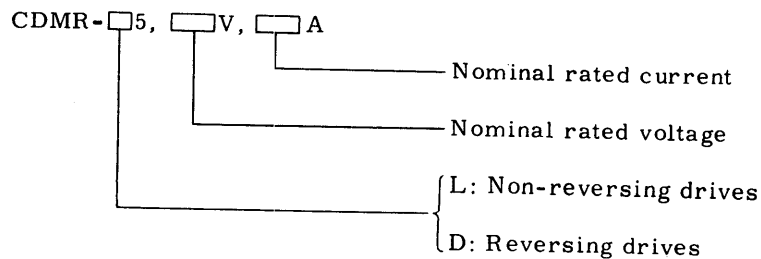 CDMR-□5, □V, □A
Nominal rated current
Nominal rated voltage
L: Non-reversing drives
D: Reversing drives